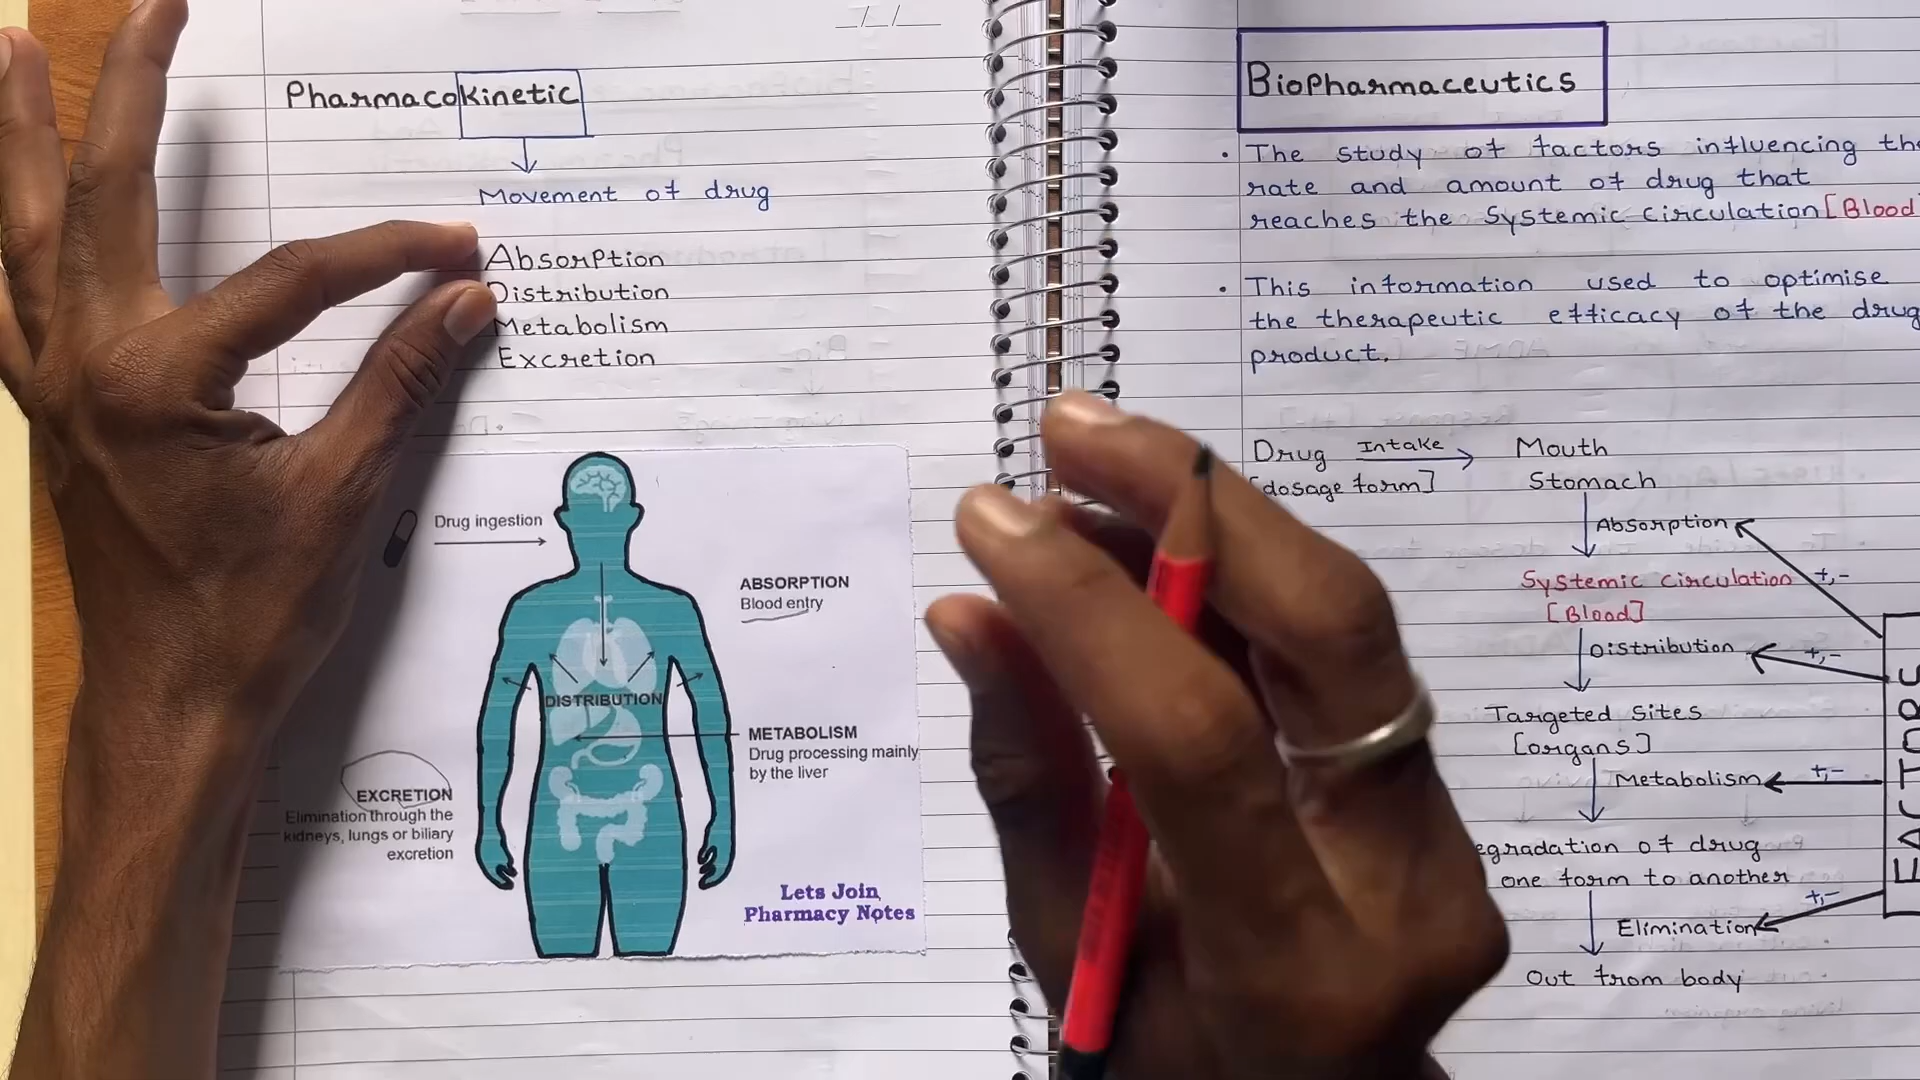 Pharmacokinetic
Movement of drug
Absorption
Distribution
Metabolism
Excretion
Drug ingestion
ABSORPTION
Blood entry
DISTRIBUTION
METABOLISM
Drug processing mainly
by the liver
EXCRETION
Elimination through the
kidneys, lungs or biliary
excretion
Lets Join
Pharmacy Notes
BioPharmaceutics
• The study of factors influencing the
rate and amount of drug that
reaches the Systemic circulation [Blood
• This information used to optimise
the therapeutic efficacy of the drug
product.
Drug Intake Mouth
[dosage form] Stomach
Absorption
Systemic circulation +,-
[Blood]
Distribution +,-
Targeted Sites
[organs]
Metabolism +,-
egradation of drug
one form to another
Elimination +,-
Out from body
FACTORS